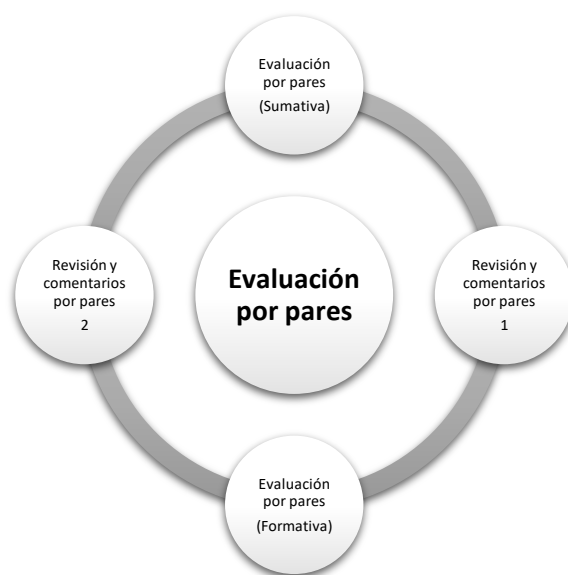 Evaluación
por pares
(Sumativa)
Revisión y
comentarios
por pares
2
Evaluación
por pares
Revisión y
comentarios
por pares
1
Evaluación
por pares
(Formativa)